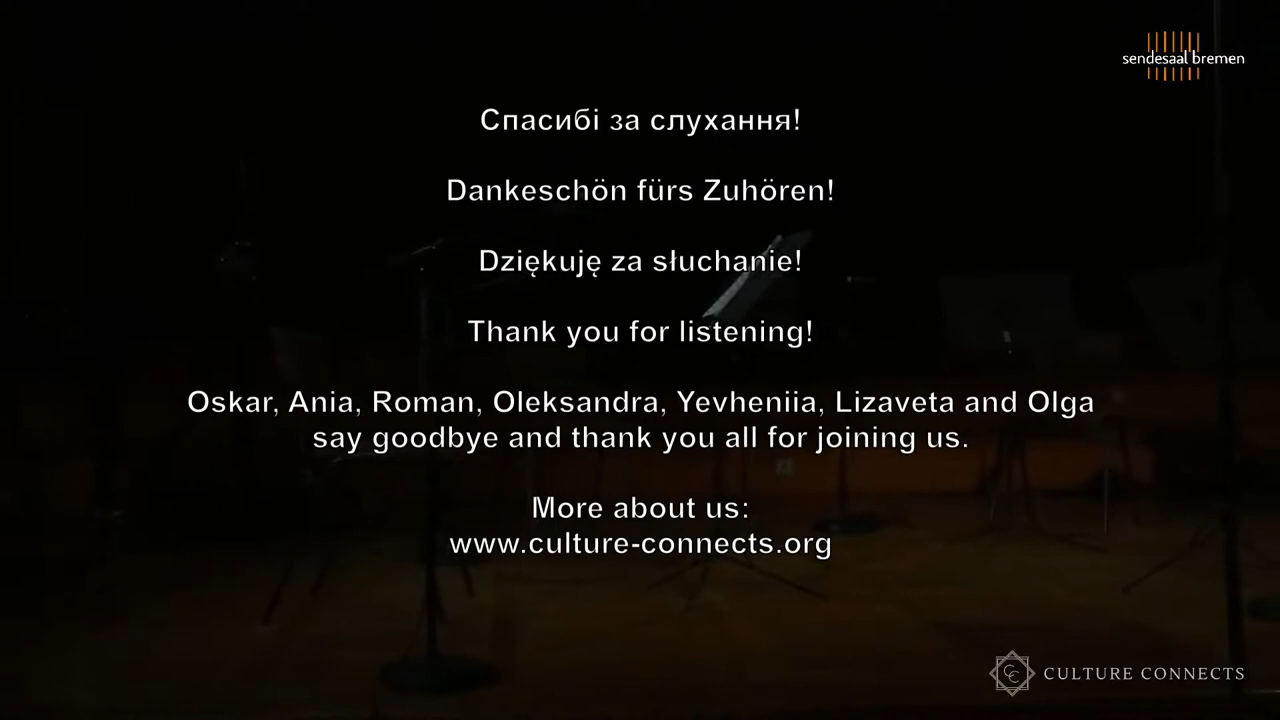 sendesaal bremen
Спасибі за слухання!
Dankeschön fürs Zuhören!
Dziękuję za słuchanie!
Thank you for listening!
Oskar, Ania, Roman, Oleksandra, Yevheniia, Lizaveta and Olga
say goodbye and thank you all for joining us.
More about us:
www.culture-connects.org
CC CULTURE CONNECTS